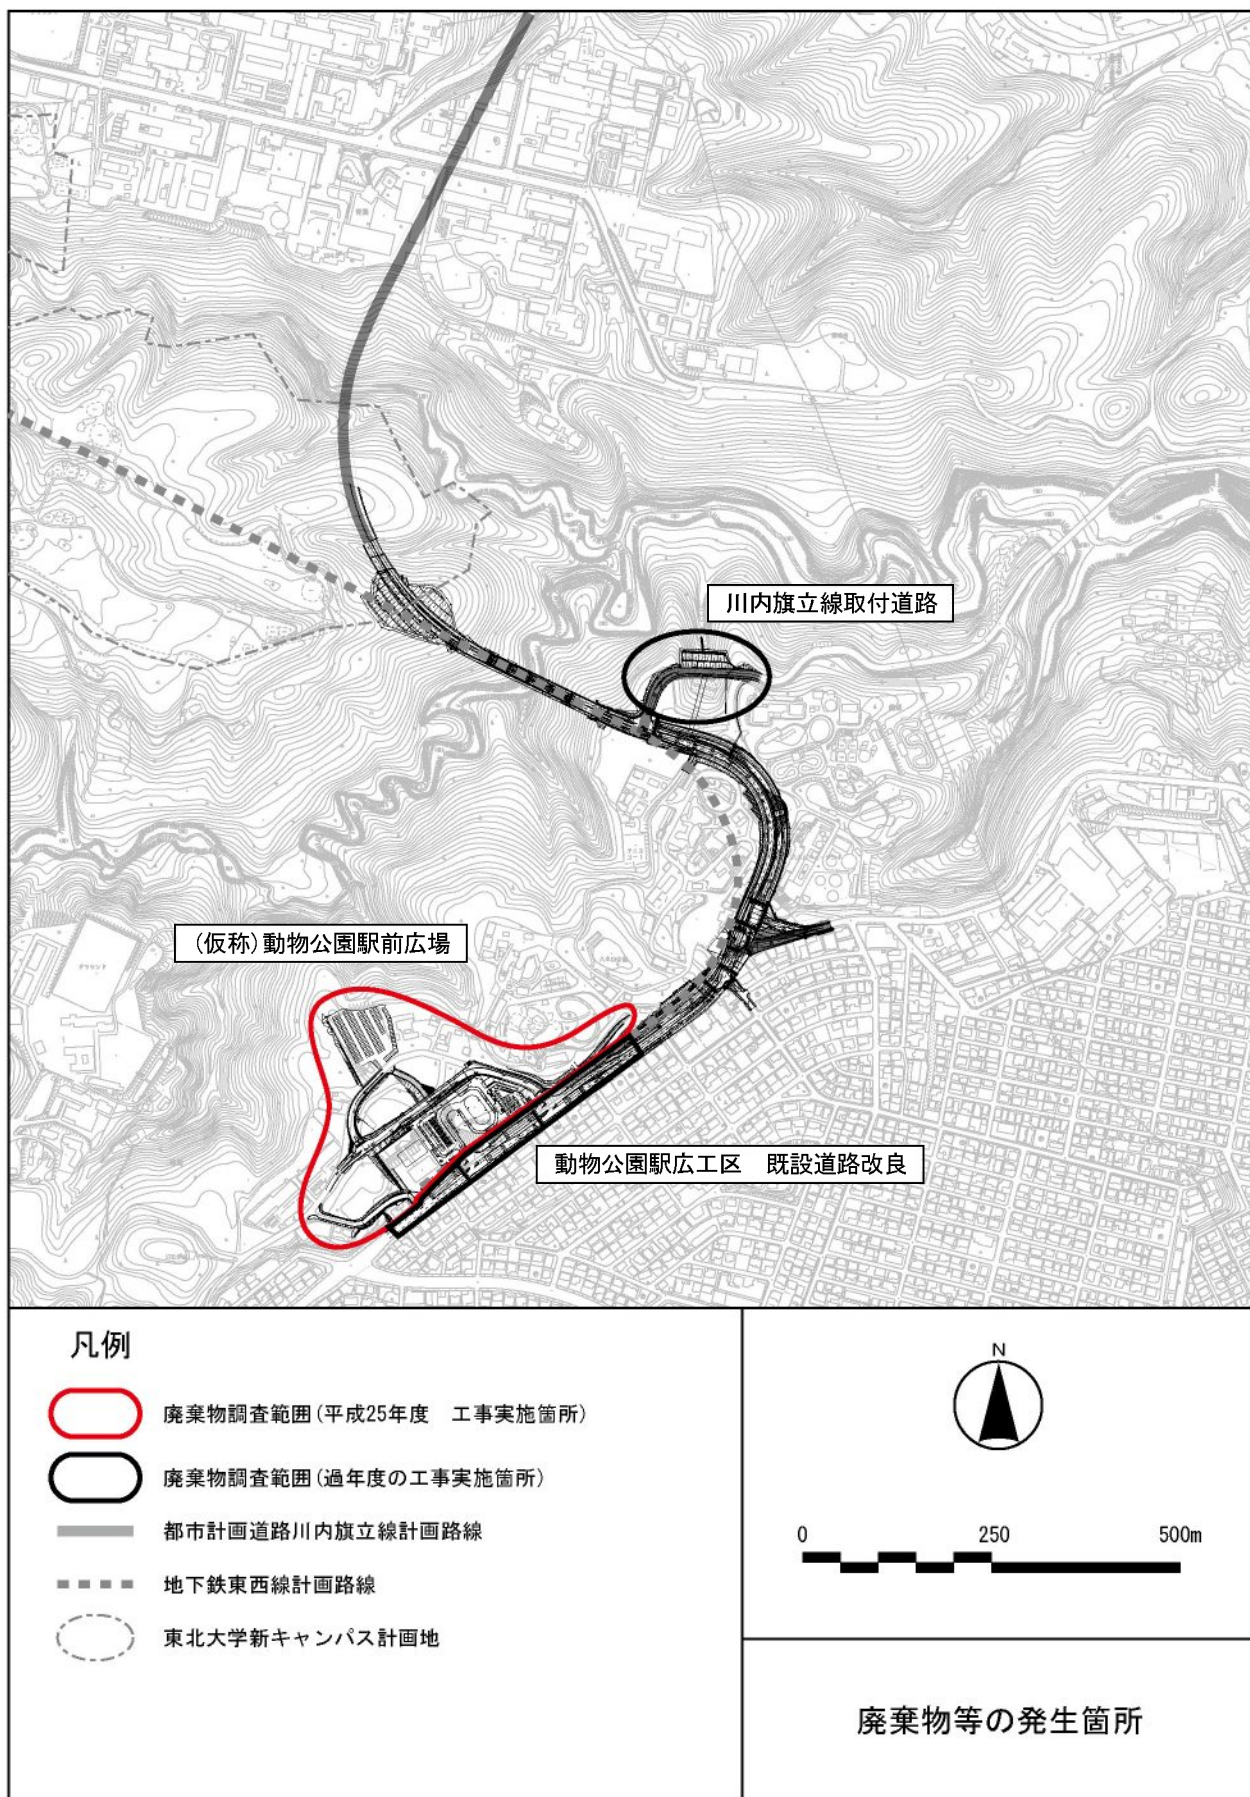 川内旗立線取付道路
(仮称)動物公園駅前広場
動物公園駅広工区　既設道路改良
凡例
廃棄物調査範囲(平成25年度　工事実施箇所)
廃棄物調査範囲(過年度の工事実施箇所)
都市計画道路川内旗立線計画路線
地下鉄東西線計画路線
東北大学新キャンパス計画地
N
0 250 500m
廃棄物等の発生箇所